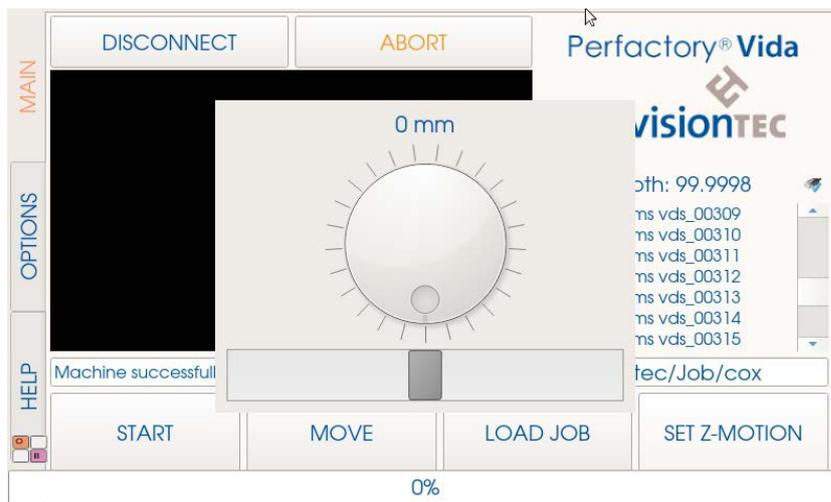 DISCONNECT
ABORT
Perfactory® Vida
visiontec
MAIN
OPTIONS
HELP
0 mm
99.9998
ms vds_00309
ms vds_00310
ms vds_00311
ms vds_00312
ms vds_00313
ms vds_00314
ms vds_00315
Machine successfull
tec/Job/cox
START
MOVE
LOAD JOB
SET Z-MOTION
0%